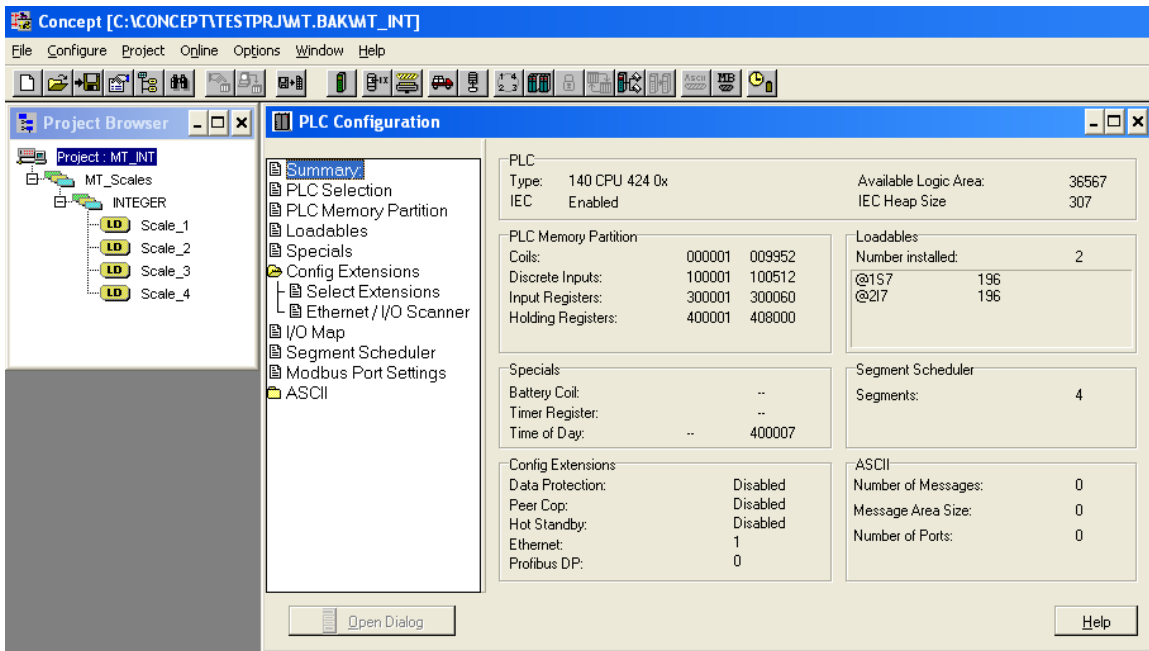 Concept [C:\CONCEPT\TESTPRJ\MT.BAK\MT_INT]
File Configure Project Online Options Window Help
Project Browser
Project : MT_INT
MT_Scales
INTEGER
LD Scale_1
LD Scale_2
LD Scale_3
LD Scale_4
PLC Configuration
Summary:
PLC Selection
PLC Memory Partition
Loadables
Specials
Config Extensions
Select Extensions
Ethernet / I/O Scanner
I/O Map
Segment Scheduler
Modbus Port Settings
ASCII
Open Dialog
PLC
Type: 140 CPU 424 0x Available Logic Area: 36567
IEC Enabled IEC Heap Size 307
PLC Memory Partition
Coils: 000001 009952
Discrete Inputs: 100001 100512
Input Registers: 300001 300060
Holding Registers: 400001 408000
Loadables
Number installed: 2
@1S7 196
@2I7 196
Specials
Battery Coil: --
Timer Register: --
Time of Day: -- 400007
Segment Scheduler
Segments: 4
Config Extensions
Data Protection: Disabled
Peer Cop: Disabled
Hot Standby: Disabled
Ethernet: 1
Profibus DP: 0
ASCII
Number of Messages: 0
Message Area Size: 0
Number of Ports: 0
Help